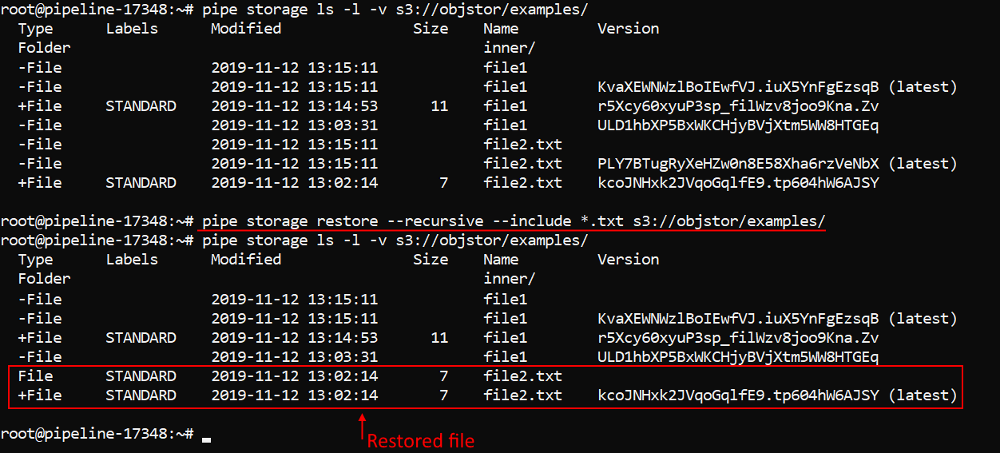 root@pipeline-17348:~# pipe storage ls -l -v s3://objstor/examples/
Type Labels Modified Size Name Version
Folder inner/
-File 2019-11-12 13:15:11 file1
-File 2019-11-12 13:15:11 file1 KvaXEWNWzlBoIEwfVJ.iuX5YnFgEzsqB (latest)
+File STANDARD 2019-11-12 13:14:53 11 file1 r5Xcy60xyuP3sp_filWzv8joo9Kna.Zv
-File 2019-11-12 13:03:31 file1 ULD1hbXP5BxWKCHjyBVjXtm5WW8HTGEq
-File 2019-11-12 13:15:11 file2.txt
-File 2019-11-12 13:15:11 file2.txt PLY7BTugRyXeHZw0n8E58Xha6rzVeNbX (latest)
+File STANDARD 2019-11-12 13:02:14 7 file2.txt kcoJNHxk2JVqoGqlfE9.tp604hW6AJSY
root@pipeline-17348:~# pipe storage restore --recursive --include *.txt s3://objstor/examples/
root@pipeline-17348:~# pipe storage ls -l -v s3://objstor/examples/
Type Labels Modified Size Name Version
Folder inner/
-File 2019-11-12 13:15:11 file1
-File 2019-11-12 13:15:11 file1 KvaXEWNWzlBoIEwfVJ.iuX5YnFgEzsqB (latest)
+File STANDARD 2019-11-12 13:14:53 11 file1 r5Xcy60xyuP3sp_filWzv8joo9Kna.Zv
-File 2019-11-12 13:03:31 file1 ULD1hbXP5BxWKCHjyBVjXtm5WW8HTGEq
File STANDARD 2019-11-12 13:02:14 7 file2.txt
+File STANDARD 2019-11-12 13:02:14 7 file2.txt kcoJNHxk2JVqoGqlfE9.tp604hW6AJSY (latest)
root@pipeline-17348:~#
Restored file